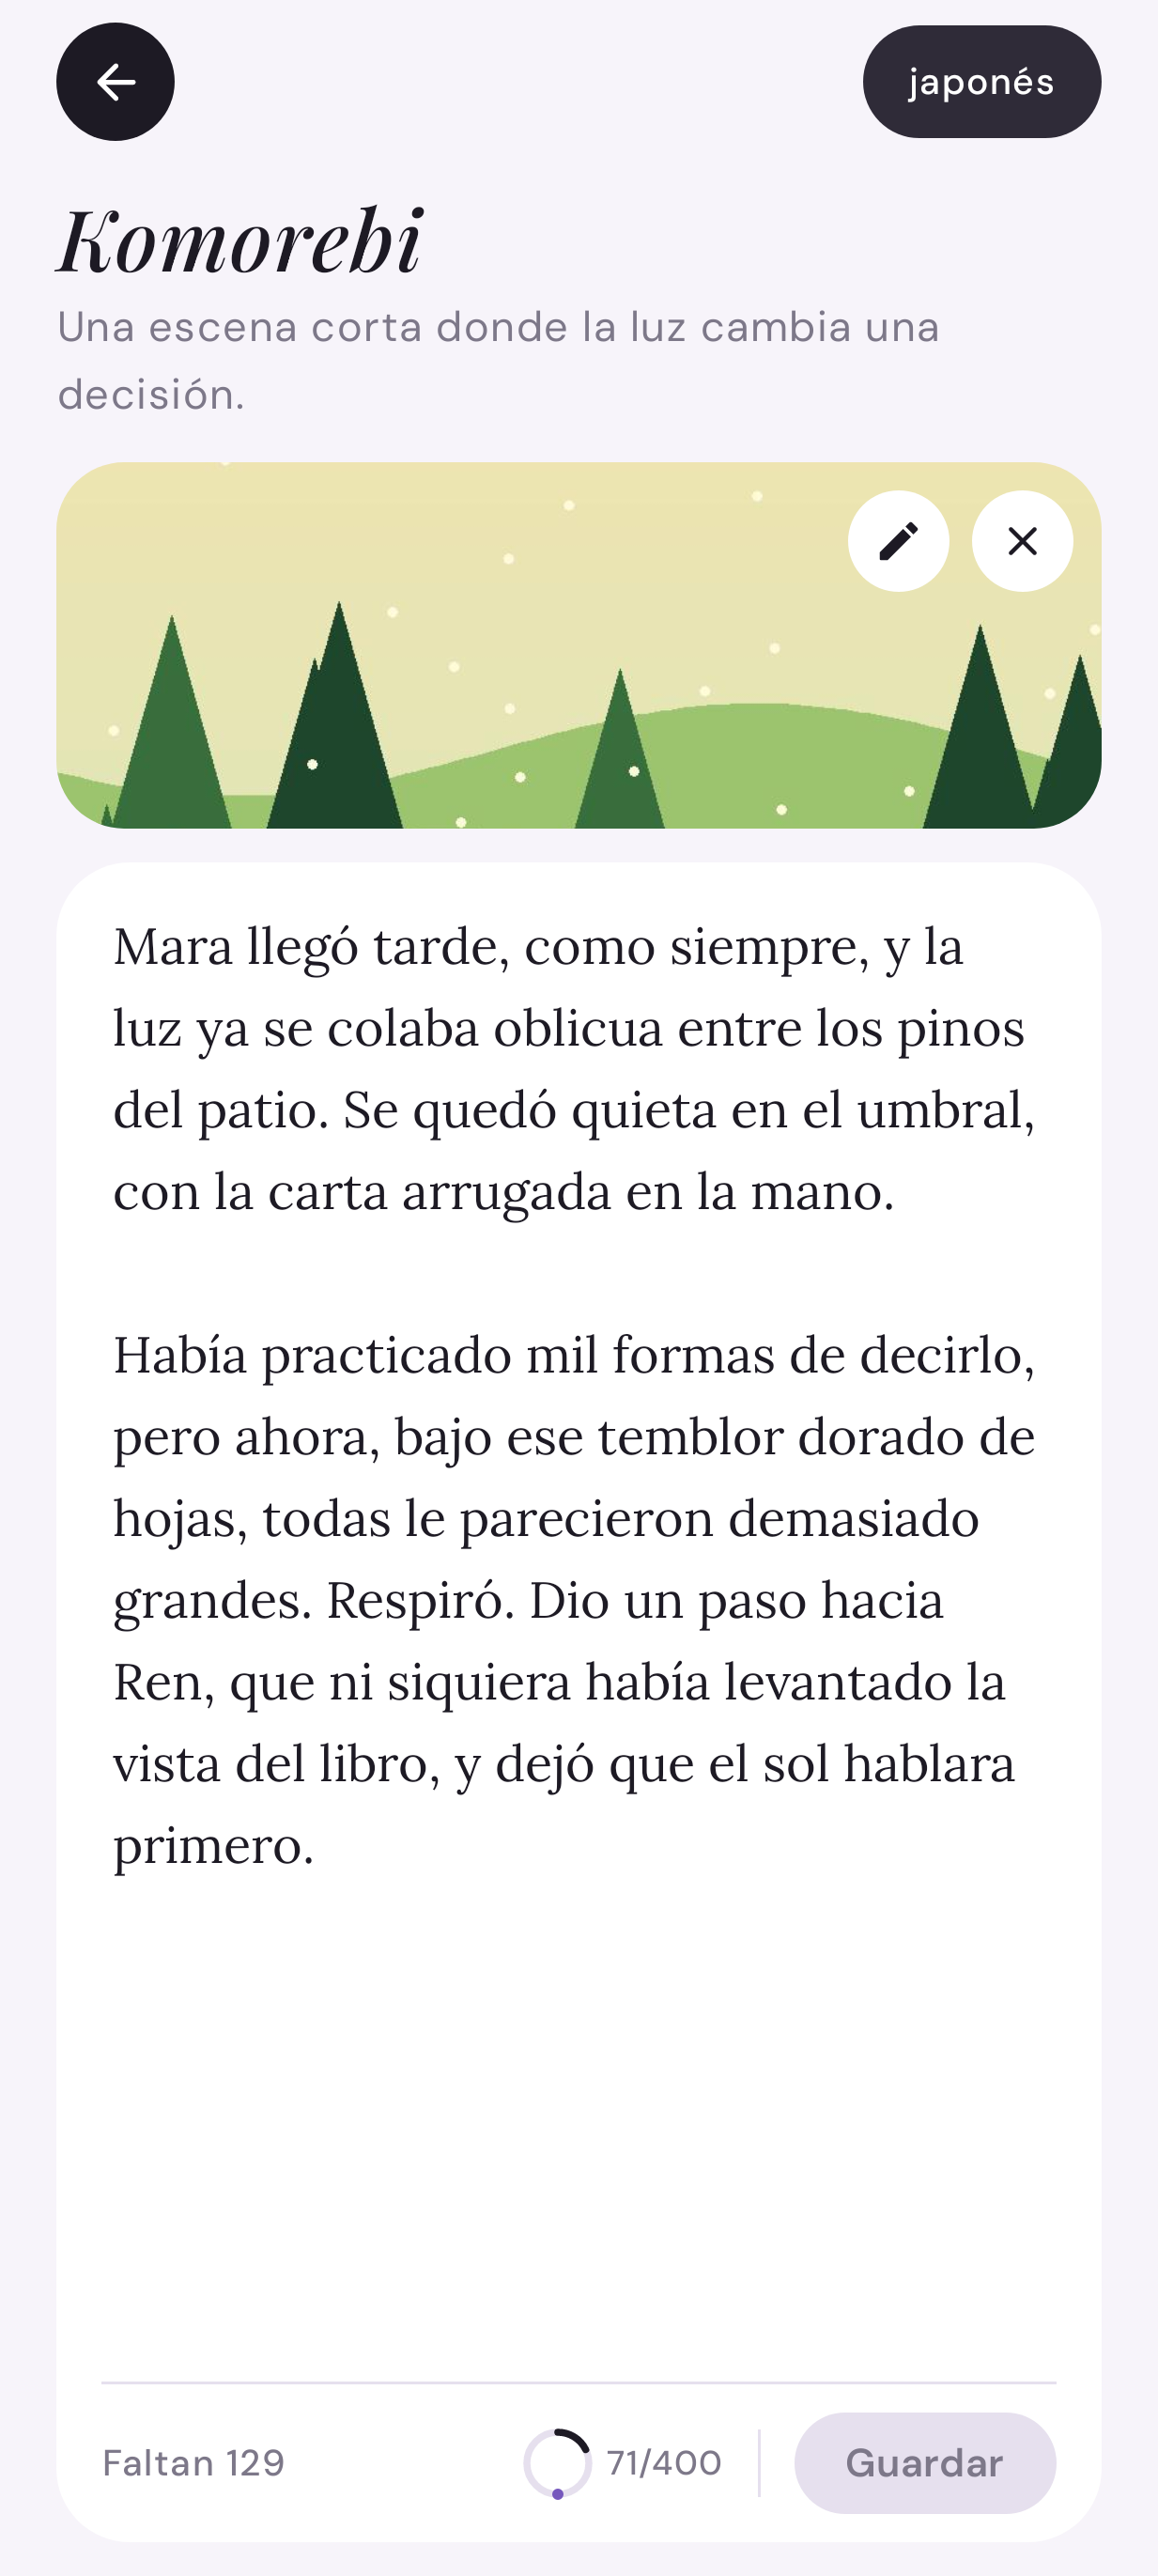 japonés
Komorebi
Una escena corta donde la luz cambia una
decisión.
Mara llegó tarde, como siempre, y la
luz ya se colaba oblicua entre los pinos
del patio. Se quedó quieta en el umbral,
con la carta arrugada en la mano.
Había practicado mil formas de decirlo,
pero ahora, bajo ese temblor dorado de
hojas, todas le parecieron demasiado
grandes. Respiró. Dio un paso hacia
Ren, que ni siquiera había levantado la
vista del libro, y dejó que el sol hablara
primero.
Faltan 129
71/400
Guardar